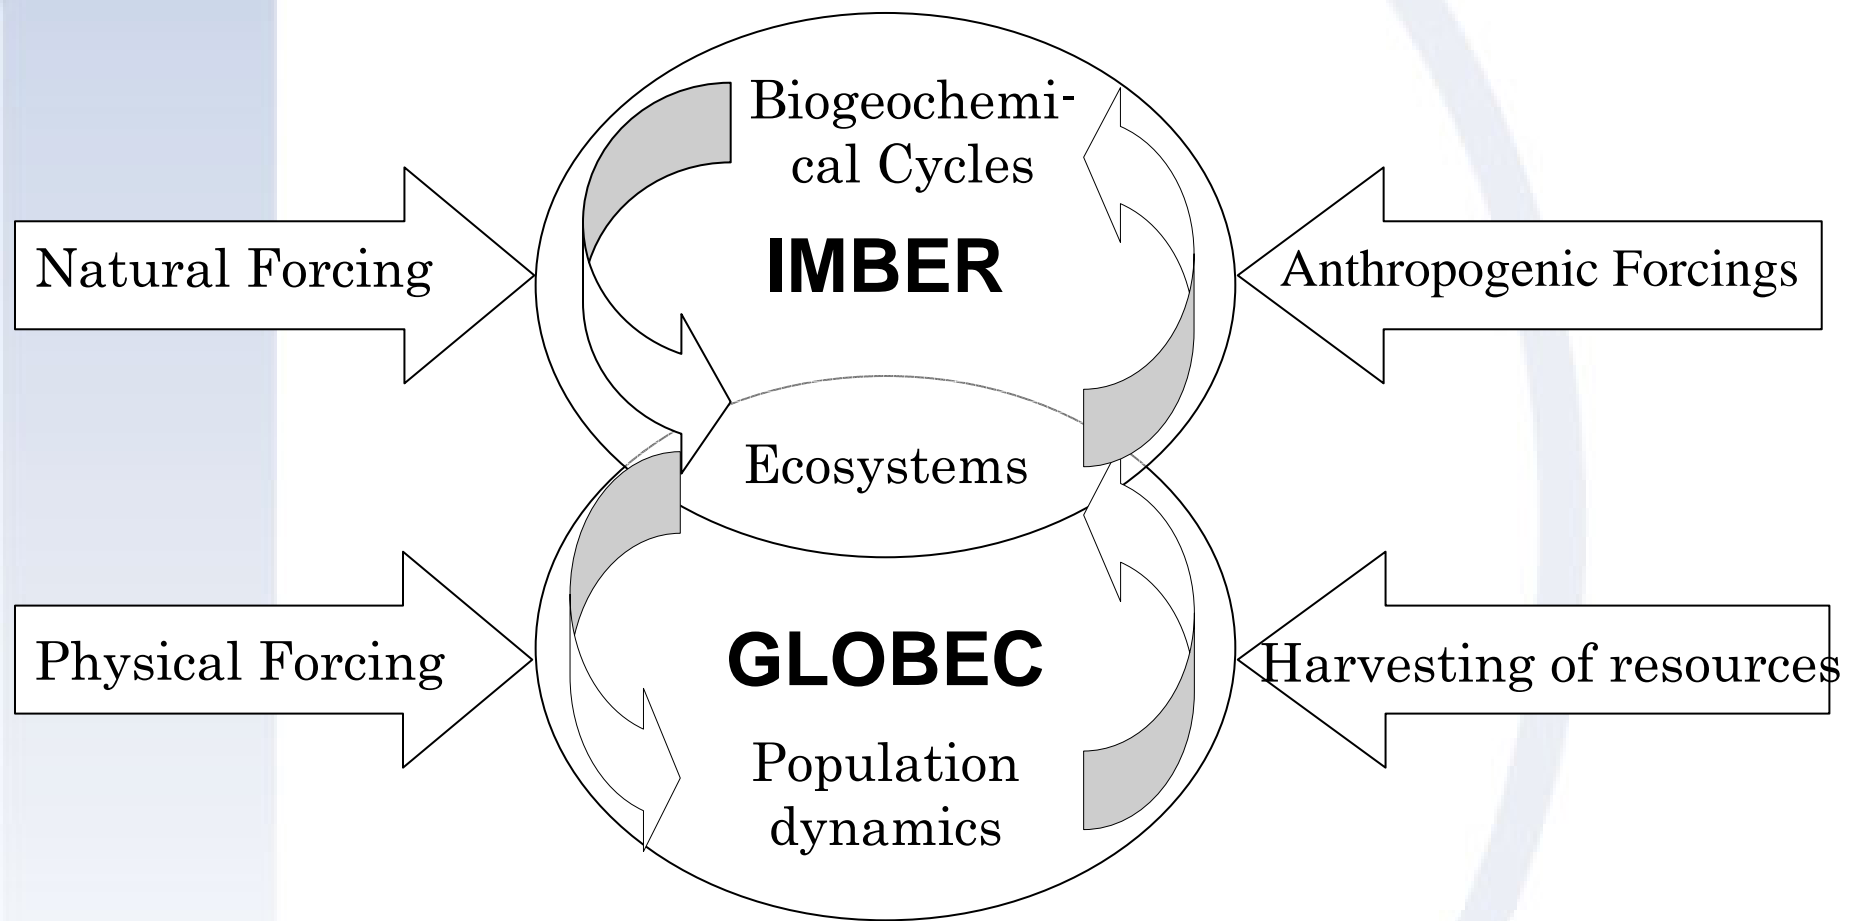 Biogeochemi-
cal Cycles
IMBER
Natural Forcing
Anthropogenic Forcings
Ecosystems
GLOBEC
Physical Forcing
Harvesting of resources
Population
dynamics